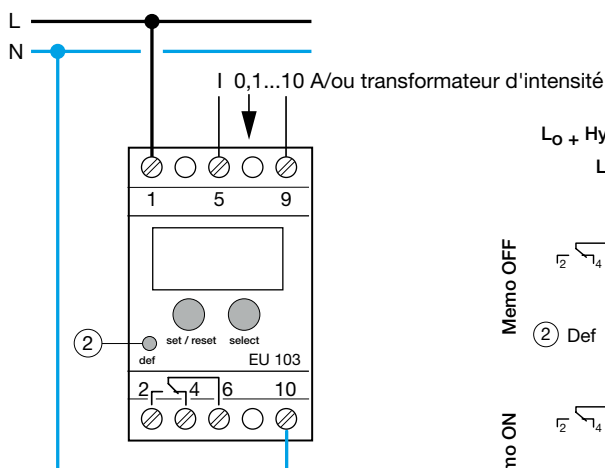 L
N
I 0,1...10 A/ou transformateur d'intensité
L0 + Hy
L
1 5 9
Memo OFF
2 4
set / reset select
2
def
EU 103
2 Def
2 4 6 10
mo ON
2 4